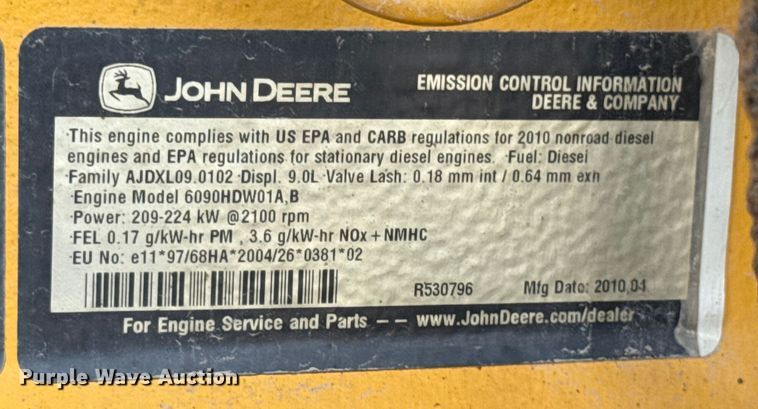 JOHN DEERE
EMISSION CONTROL INFORMATION
DEERE & COMPANY
·This engine complies with US EPA and CARB regulations for 2010 nonroad diesel
engines and EPA regulations for stationary diesel engines. ·Fuel: Diesel
·Family AJDXL09.0102 ·Displ. 9.0L ·Valve Lash: 0.18 mm int / 0.64 mm exh
·Engine Model 6090HDW01A,B
·Power: 209-224 kW @2100 rpm
·FEL 0.17 g/kW-hr PM , 3.6 g/kW-hr NOx + NMHC
·EU No: e11*97/68HA*2004/26*0381*02
R530796 Mfg Date: 2010,04
For Engine Service and Parts –– www.JohnDeere.com/dealer
Purple Wave Auction